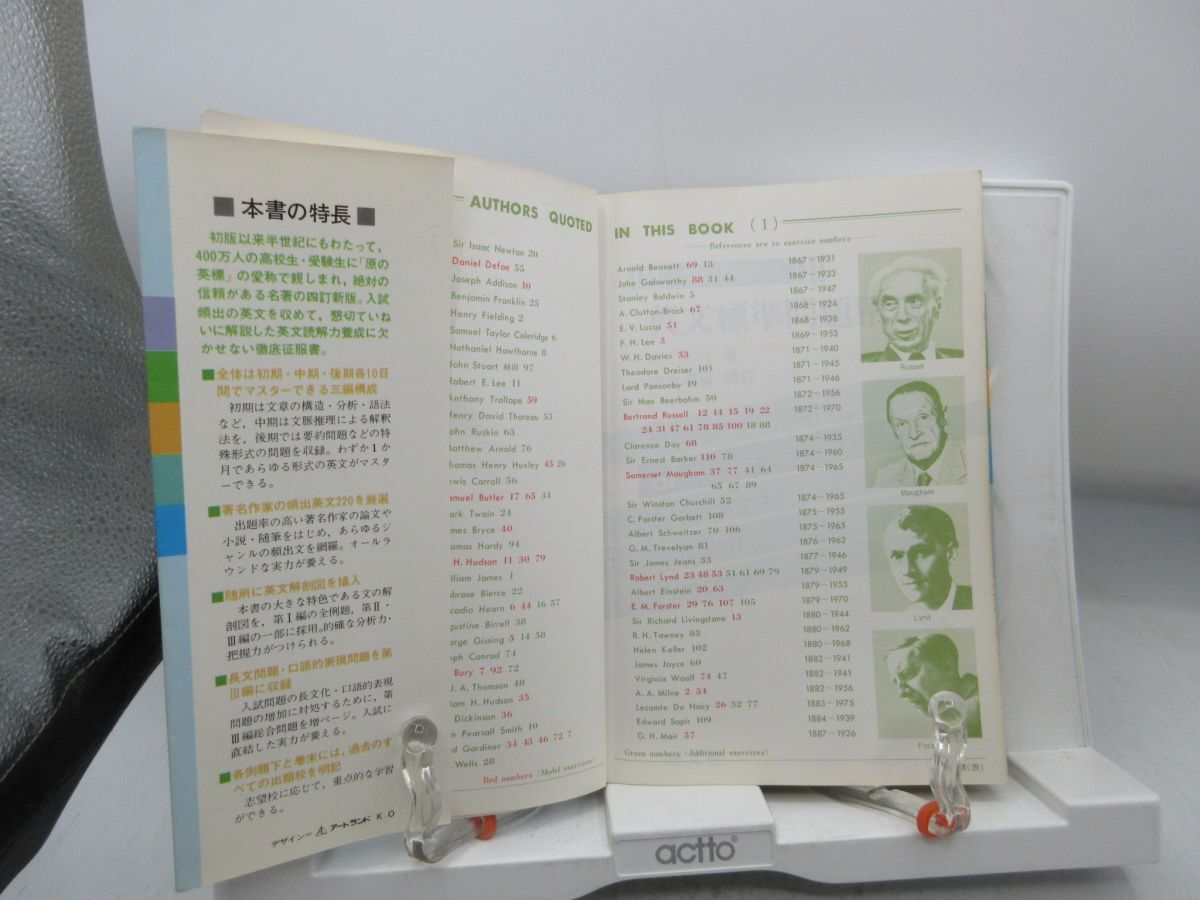 ■ 本書の特長 ■
初版以来半世紀にもわたって,
400万人の高校生・受験生に「原の
英標」の愛称で親しまれ,絶対の
信頼がある名著の四訂新版。入試
頻出の英文を収めて,懇切ていね
いに解説した英文読解力養成に欠
かせない徹底征服書。
■全体は初期・中期・後期各10日
間でマスターできる三編構成
初期は文章の構造・分析・語法
など,中期は文脈推理による解釈
法を,後期では要約問題などの特
殊形式の問題を収録。わずか1か
月であらゆる形式の英文がマスタ
ーできる。
■著名作家の頻出英文220を厳選
出題率の高い著名作家の論文や
小説・随筆をはじめ,あらゆるジ
ャンルの頻出文を網羅。オールラ
ウンドな実力が養える。
■随所に英文解剖図を挿入
本書の大きな特色である文の解
剖図を,第Ⅰ編の全例題,第Ⅱ・
Ⅲ編の一部に採用。的確な分析力・
把握力がつけられる。
■長文問題・口語的表現問題を第
Ⅲ編に収録
入試問題の長文化・口語的表現
問題の増加に対処するために,第
Ⅲ編総合問題を増ページ。入試に
直結した実力が養える。
■各例題下と巻末には,過去のす
べての出題校を明記
志望校に応じて,重点的な学習
ができる。
デザイン= アートランド K.O
AUTHORS QUOTED
Sir Isaac Newton 20
Daniel Defoe 55
Joseph Addison 10
Benjamin Franklin 25
Henry Fielding 2
Samuel Taylor Coleridge 6
Nathaniel Hawthorne 8
John Stuart Mill 97
Robert E. Lee 11
Anthony Trollope 59
Henry David Thoreau 53
John Ruskin 63
Matthew Arnold 76
Thomas Henry Huxley 45 26
Lewis Carroll 56
Samuel Butler 17 65 34
ark Twain 24
mes Bryce 40
omas Hardy 94
H. Hudson 11 30 79
illiam James 1
mbrose Bierce 22
cadio Hearn 6 44 16 57
gustine Birrell 38
orge Gissing 5 14 58
eph Conrad 74
Bury 7 92 72
J. A. Thomson 48
iam H. Hudson 35
Dickinson 36
n Pearsall Smith 10
d Gardiner 34 43 46 72 7
Wells 28
Red numbers (Model exercises)
IN THIS BOOK (1)
References are to exercise numbers
Arnold Bennett 69 13 1867-1931
John Galsworthy 88 31 44 1867-1933
Stanley Baldwin 5 1867-1947
A. Clutton-Brock 67 1868-1924
E. V. Lucas 51 1868-1938
F. H. Lee 3 1869-1953
W. H. Davies 33 1871-1940
Theodore Dreiser 101 1871-1945
Lord Ponsonby 19 1871-1946
Sir Max Beerbohm 50 1872-1956
Bertrand Russell 12 14 15 19 22 1872-1970
24 31 47 61 78 85 100 18 88
Clarence Day 68 1874-1935
Sir Ernest Barker 110 78 1874-1960
Somerset Maugham 37 77 41 64 1874-1965
65 67 89
Sir Winston Churchill 52 1874-1965
C. Forster Garbett 108 1875-1955
Albert Schweitzer 70 106 1875-1965
G. M. Trevelyan 81 1876-1962
Sir James Jeans 33 1877-1946
Robert Lynd 23 48 53 51 61 69 79 1879-1949
Albert Einstein 20 63 1879-1955
E. M. Forster 29 76 107 105 1879-1970
Sir Richard Livingstone 13 1880-1944
R. H. Tawney 85 1880-1962
Helen Keller 102 1880-1968
James Joyce 60 1882-1941
Virginia Woolf 74 47 1882-1941
A. A. Milne 2 54 1882-1956
Lecomte Du Noüy 26 32 77 1883-1975
Edward Sapir 109 1884-1939
G. H. Mair 57 1887-1926
Green numbers (Additional exercises)
Russell
Maugham
Lynd
Fors
(表)
actto®